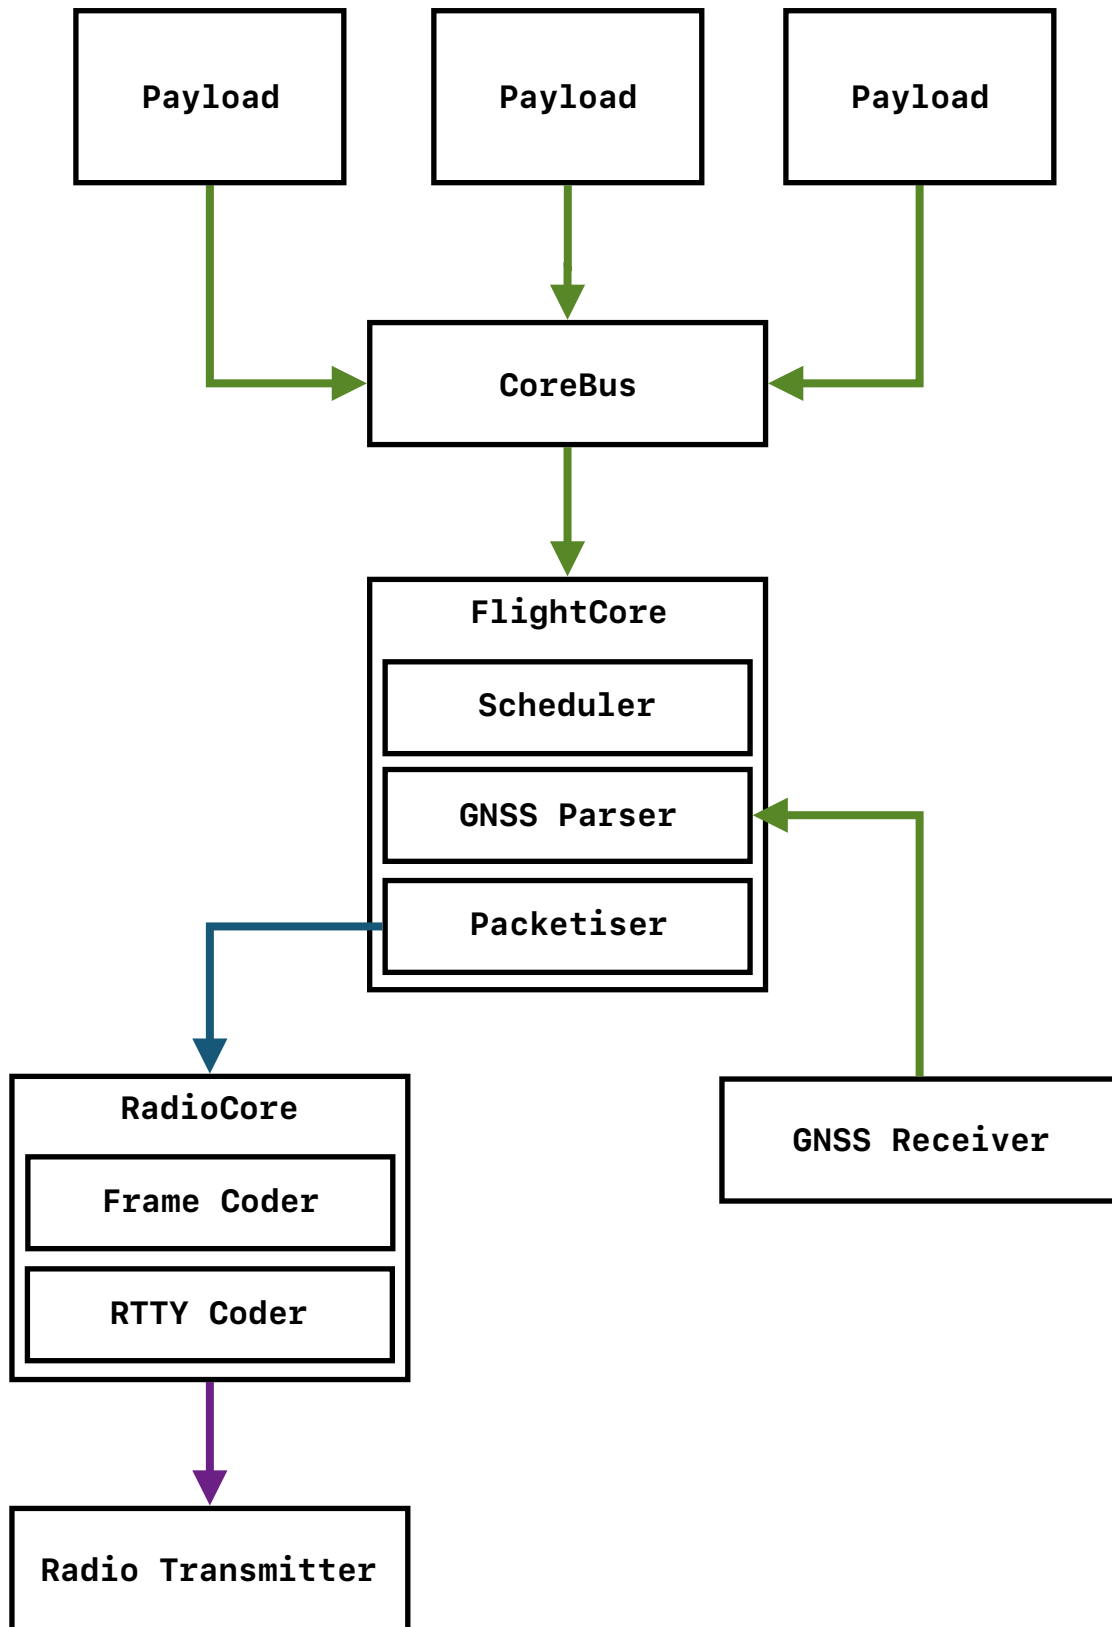 Payload
Payload
Payload
CoreBus
FlightCore
Scheduler
GNSS Parser
Packetiser
RadioCore
Frame Coder
RTTY Coder
GNSS Receiver
Radio Transmitter